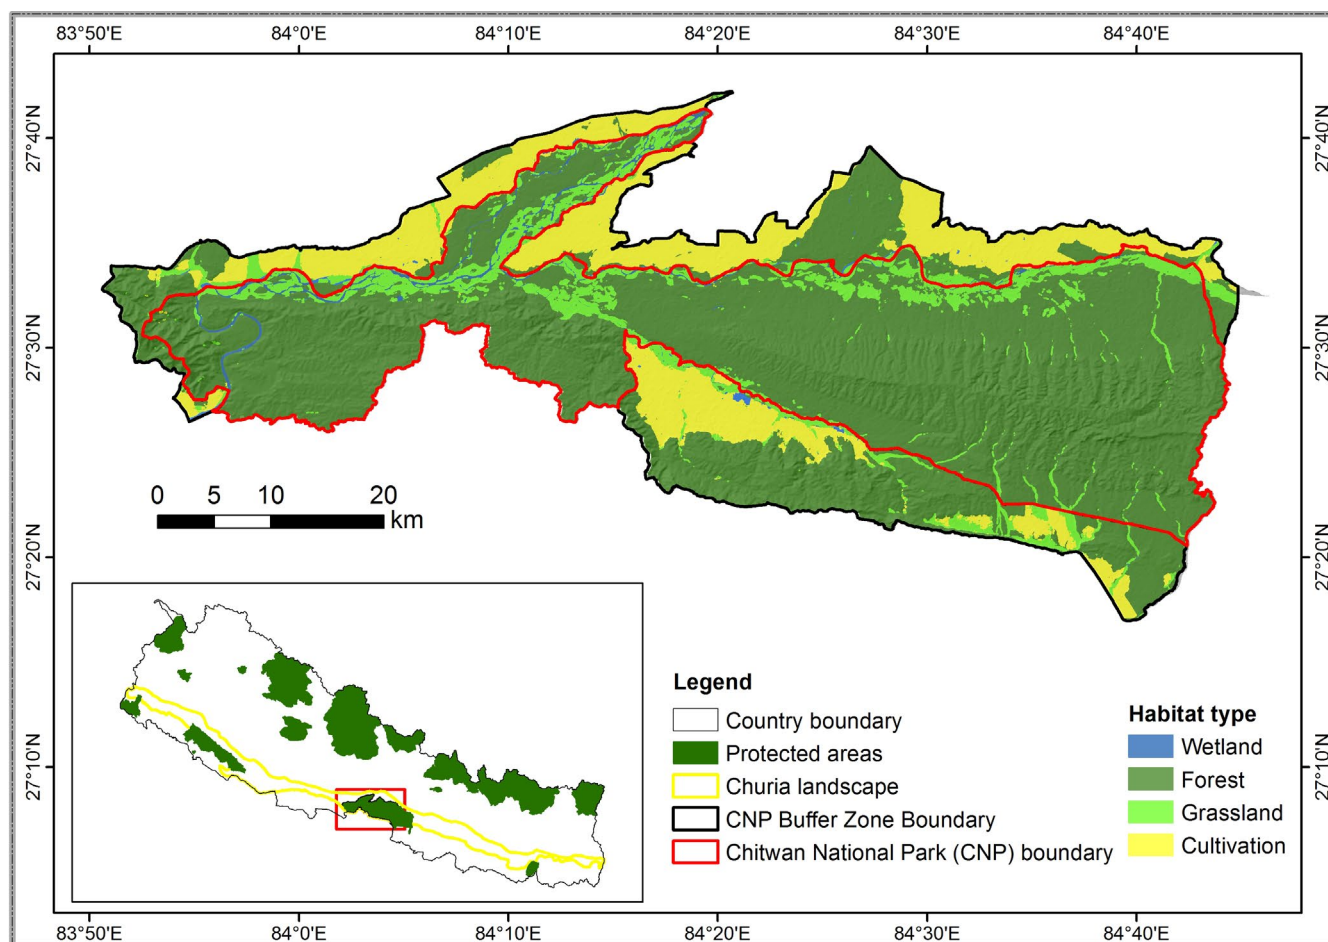 83°50'E 84°0'E 84°10'E 84°20'E 84°30'E 84°40'E
27°40'N 27°40'N
27°30'N 27°30'N
0 5 10 20
km
27°20'N 27°20'N
Legend
Country boundary
Protected areas
Churia landscape
CNP Buffer Zone Boundary
Chitwan National Park (CNP) boundary
Habitat type
Wetland
Forest
Grassland
Cultivation
27°10'N 27°10'N
83°50'E 84°0'E 84°10'E 84°20'E 84°30'E 84°40'E